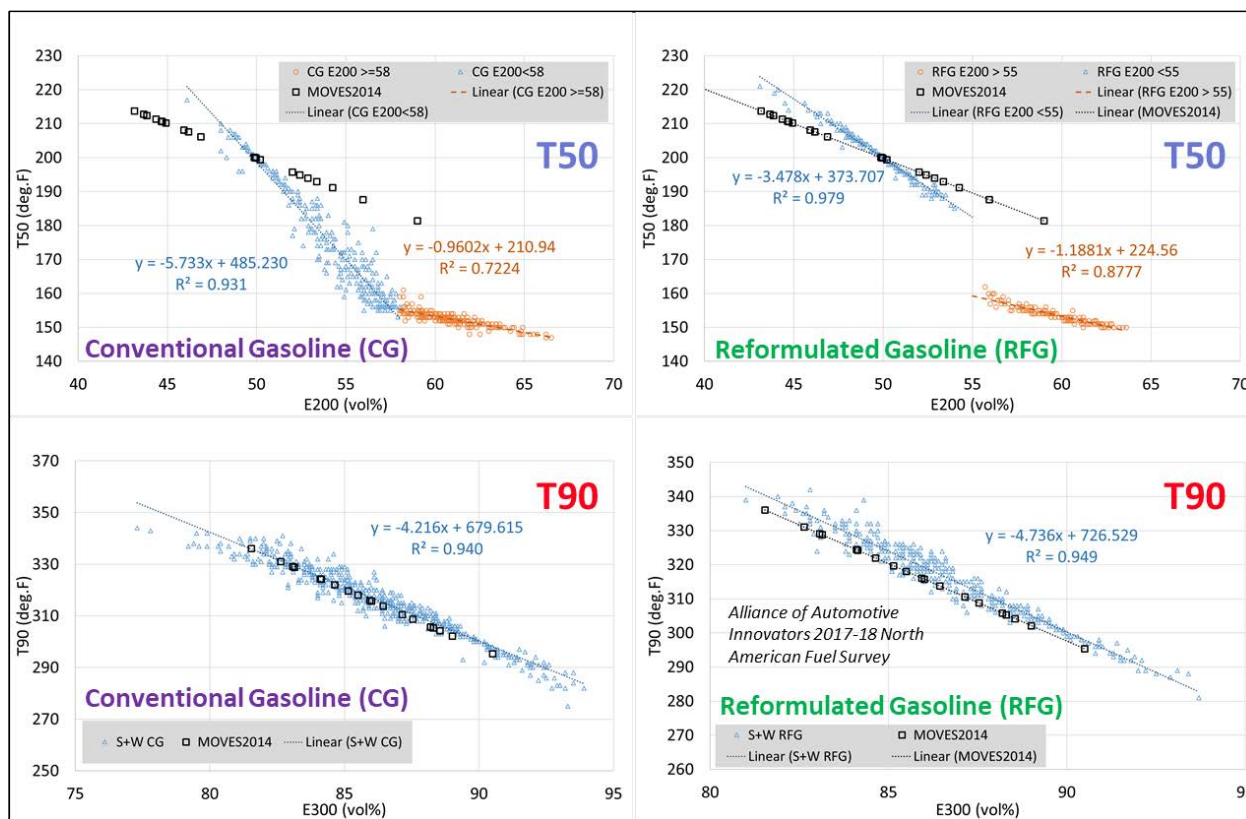 230
220
210
200
190
180
170
160
150
140
T50 (deg.F)
CG E200 >=58
CG E200<58
MOVES2014
Linear (CG E200 >=58)
Linear (CG E200<58)
T50
y = -5.733x + 485.230
R² = 0.931
y = -0.9602x + 210.94
R² = 0.7224
Conventional Gasoline (CG)
40 45 50 55 60 65 70
E200 (vol%)
230
220
210
200
190
180
170
160
150
140
T50 (deg.F)
RFG E200 > 55
RFG E200 <55
MOVES2014
Linear (RFG E200 > 55)
Linear (RFG E200 <55)
Linear (MOVES2014)
T50
y = -3.478x + 373.707
R² = 0.979
y = -1.1881x + 224.56
R² = 0.8777
Reformulated Gasoline (RFG)
40 45 50 55 60 65 70
E200 (vol%)
370
350
330
310
290
270
250
T90 (deg.F)
T90
y = -4.216x + 679.615
R² = 0.940
Conventional Gasoline (CG)
S+W CG
MOVES2014
Linear (S+W CG)
75 80 85 90 95
E300 (vol%)
350
340
330
320
310
300
290
280
270
260
T90 (deg.F)
T90
y = -4.736x + 726.529
R² = 0.949
Alliance of Automotive
Innovators 2017-18 North
American Fuel Survey
Reformulated Gasoline (RFG)
S+W RFG
MOVES2014
Linear (S+W RFG)
Linear (MOVES2014)
80 85 90 9
E300 (vol%)